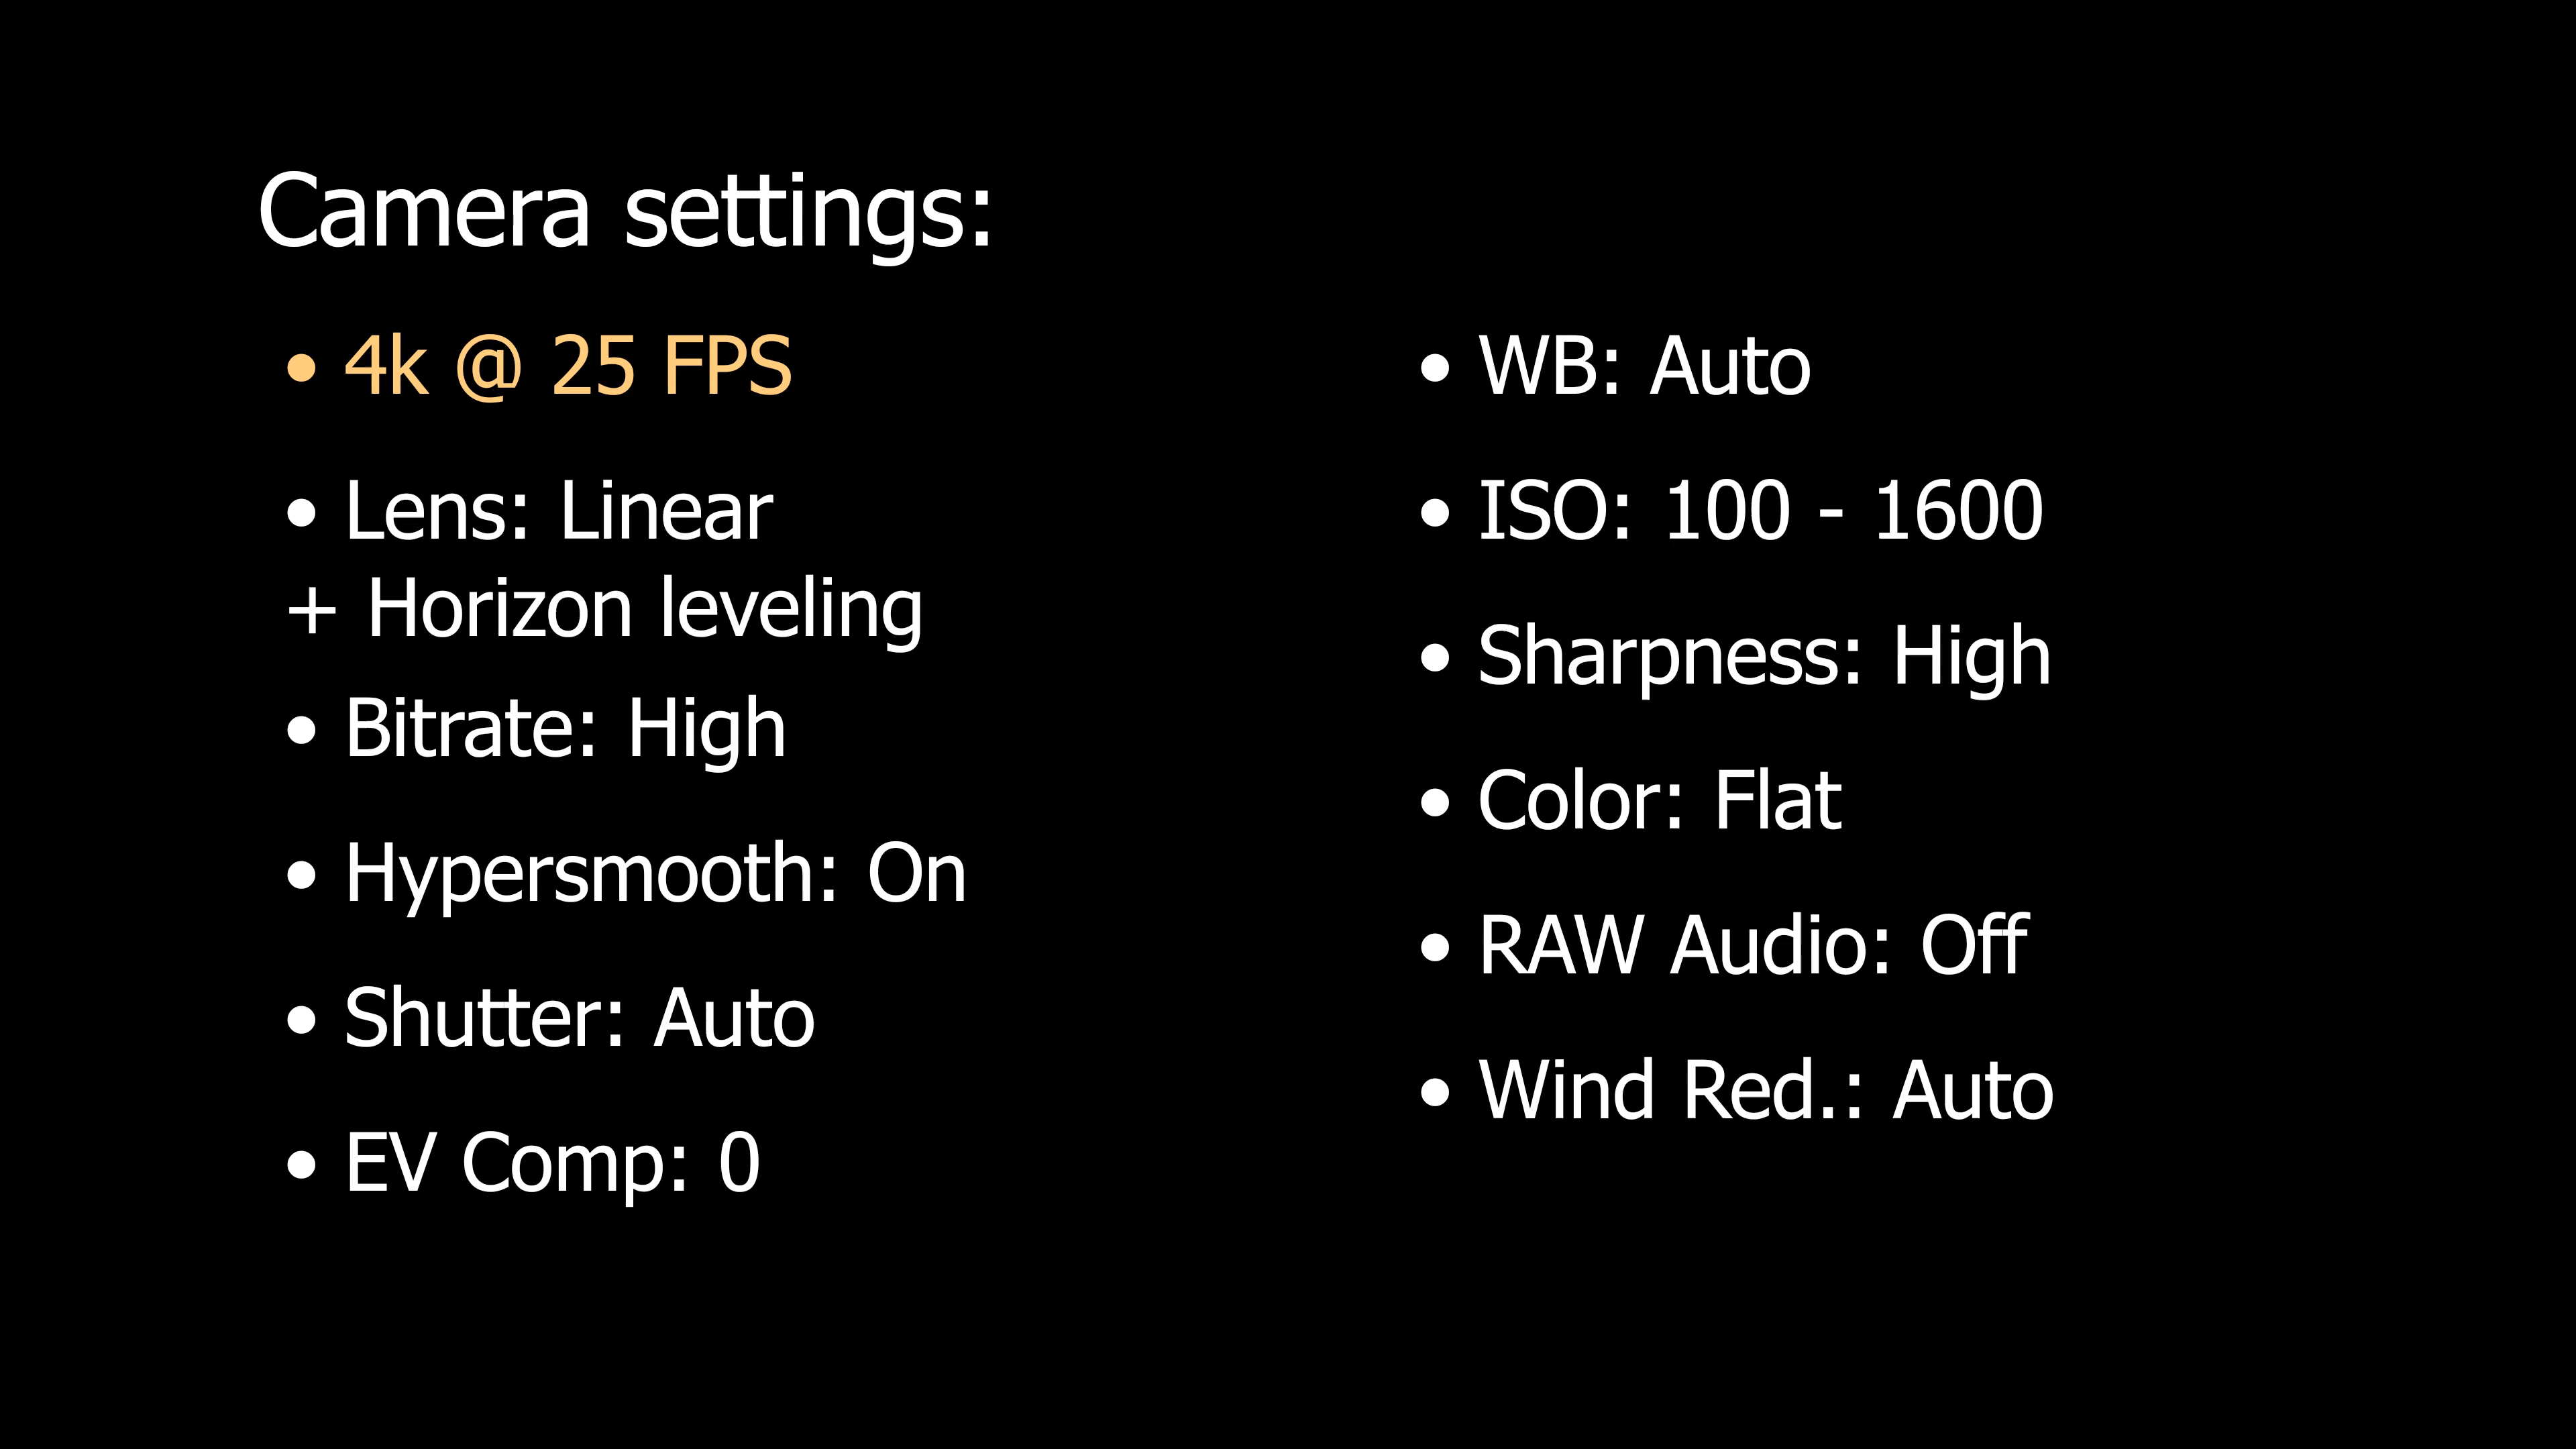 Camera settings:
• 4k @ 25 FPS
• Lens: Linear
+ Horizon leveling
• Bitrate: High
• Hypersmooth: On
• Shutter: Auto
• EV Comp: 0
• WB: Auto
• ISO: 100 - 1600
• Sharpness: High
• Color: Flat
• RAW Audio: Off
• Wind Red.: Auto